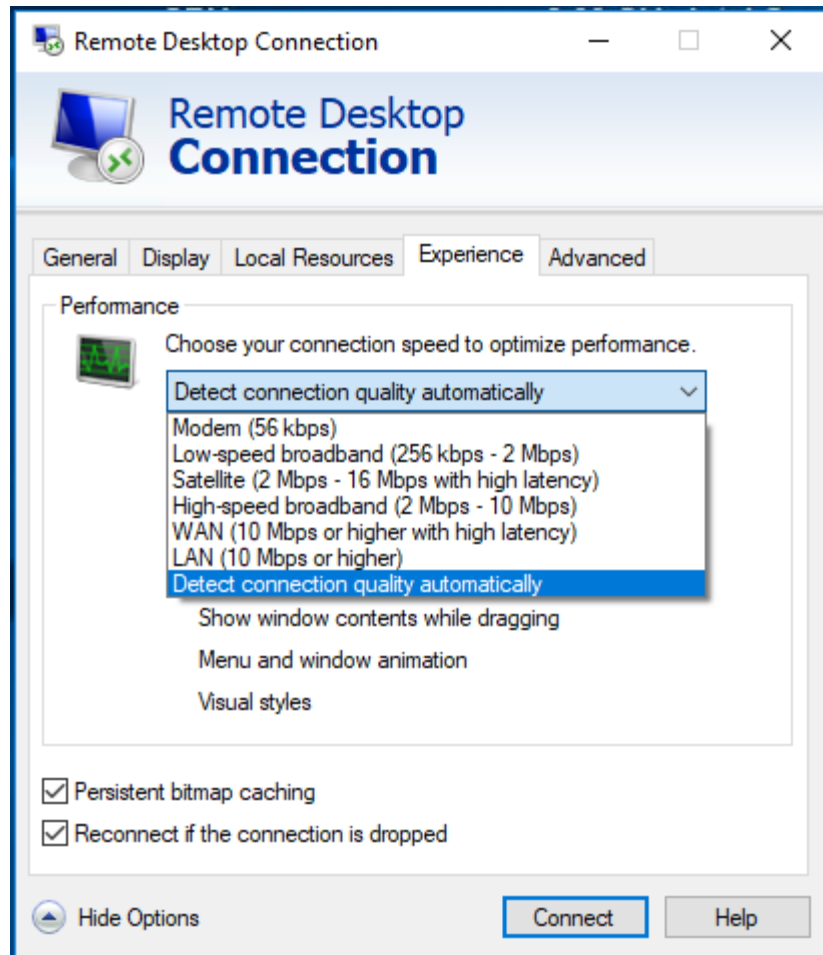 Remote Desktop Connection
Remote Desktop
Connection
General Display Local Resources Experience Advanced
Performance
Choose your connection speed to optimize performance.
Detect connection quality automatically
Modem (56 kbps)
Low-speed broadband (256 kbps - 2 Mbps)
Satellite (2 Mbps - 16 Mbps with high latency)
High-speed broadband (2 Mbps - 10 Mbps)
WAN (10 Mbps or higher with high latency)
LAN (10 Mbps or higher)
Detect connection quality automatically
Show window contents while dragging
Menu and window animation
Visual styles
Persistent bitmap caching
Reconnect if the connection is dropped
Hide Options Connect Help